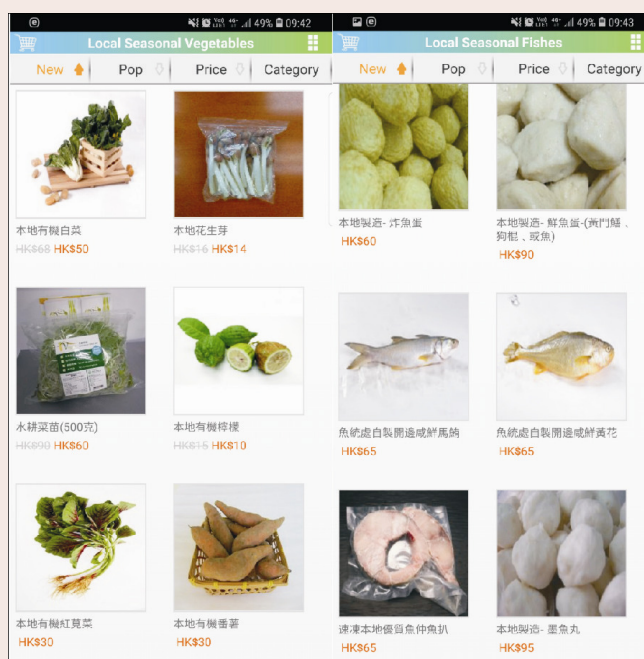 49% 09:42
Local Seasonal Vegetables
New Pop Price Category
本地有機白菜
HK$68 HK$50
本地花生芽
HK$16 HK$14
水耕菜苗(500克)
HK$90 HK$60
本地有機檸檬
HK$15 HK$10
本地有機紅莧菜
HK$30
本地有機番薯
HK$30
49% 09:43
Local Seasonal Fishes
New Pop Price Category
本地製造- 炸魚蛋
HK$60
本地製造- 鮮魚蛋-(黃門鱔、
狗棍、或魚)
HK$90
魚統處自製開邊咸鮮馬鮪
HK$65
魚統處自製開邊咸鮮黃花
HK$65
速凍本地優質魚仲魚扒
HK$65
本地製造- 墨魚丸
HK$95